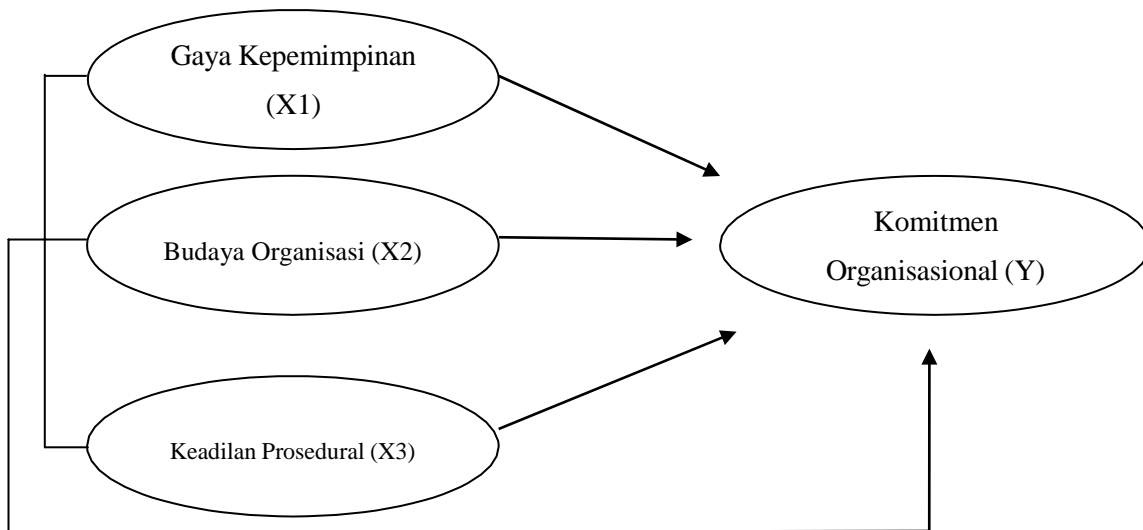 Gaya Kepemimpinan
(X1)
Budaya Organisasi (X2)
Komitmen
Organisasional (Y)
Keadilan Prosedural (X3)